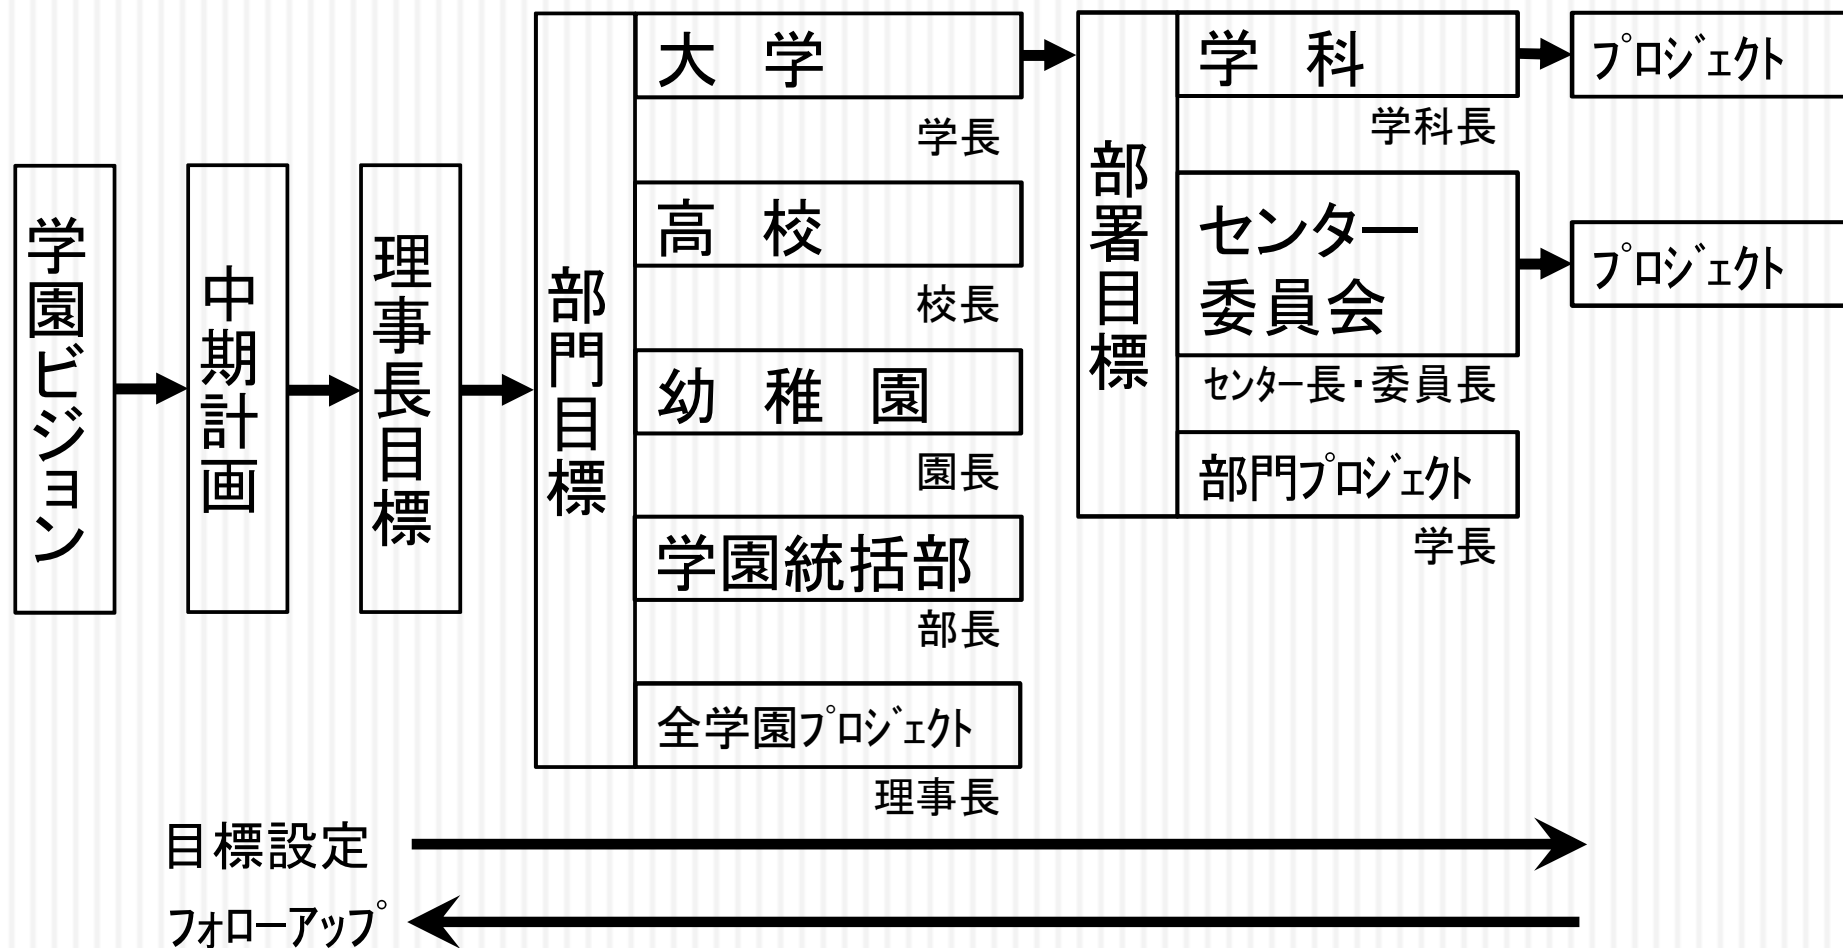 学園ビジョン
中期計画
理事長目標
部門目標
大　学
学長
高　校
校長
幼　稚　園
園長
学園統括部
部長
全学園ﾌﾟﾛｼﾞｪｸﾄ
理事長
部署目標
学　科
学科長
センター
委員会
ｾﾝﾀｰ長・委員長
部門ﾌﾟﾛｼﾞｪｸﾄ
学長
ﾌﾟﾛｼﾞｪｸﾄ
ﾌﾟﾛｼﾞｪｸﾄ
目標設定
ﾌｫﾛｰｱｯﾌﾟ